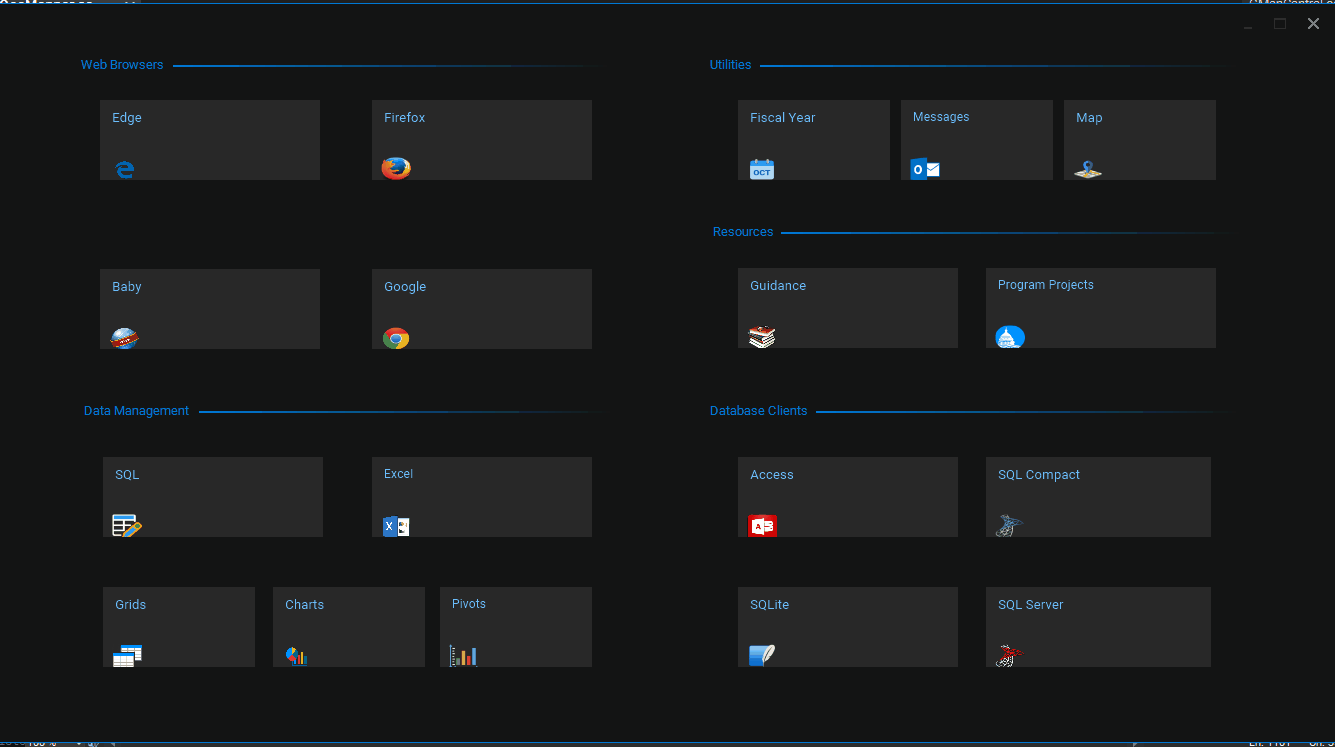 Web Browsers
Edge
Firefox
Baby
Google
Utilities
Fiscal Year
OCT
Messages
Map
Resources
Guidance
Program Projects
Data Management
SQL
Excel
Grids
Charts
Pivots
Database Clients
Access
SQL Compact
SQLite
SQL Server